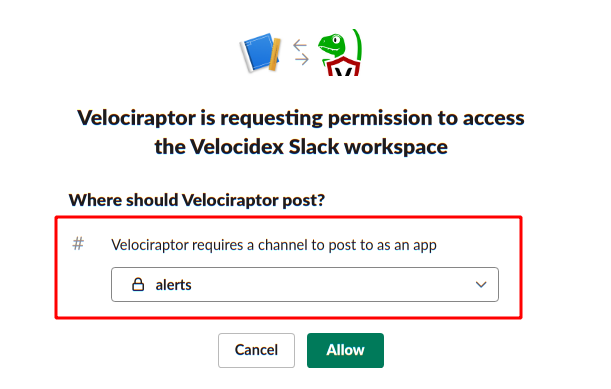 V
Velociraptor is requesting permission to access
the Velocidex Slack workspace
Where should Velociraptor post?
# Velociraptor requires a channel to post to as an app
alerts
Cancel Allow